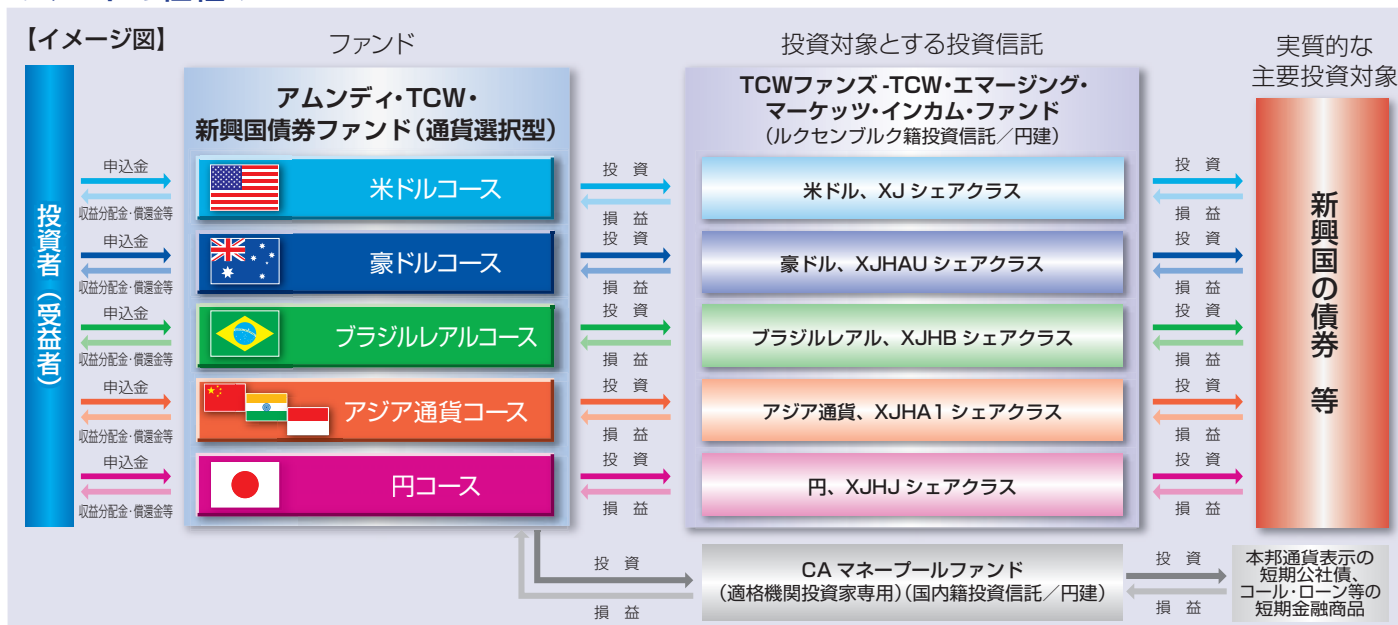 【イメージ図】
ファンド
投資対象とする投資信託
実質的な
主要投資対象
投資者（受益者）
アムンディ・TCW・
新興国債券ファンド（通貨選択型）
TCWファンズ -TCW・エマージング・
マーケッツ・インカム・ファンド
（ルクセンブルク籍投資信託／円建）
新興国の債券 等
申込金
収益分配金・償還金等
米ドルコース
投 資
損 益
米ドル、XJ シェアクラス
投 資
損 益
申込金
収益分配金・償還金等
豪ドルコース
投 資
損 益
豪ドル、XJHAU シェアクラス
投 資
損 益
申込金
収益分配金・償還金等
ブラジルレアルコース
投 資
損 益
ブラジルレアル、XJHB シェアクラス
投 資
損 益
申込金
収益分配金・償還金等
アジア通貨コース
投 資
損 益
アジア通貨、XJHA1 シェアクラス
投 資
損 益
申込金
収益分配金・償還金等
円コース
投 資
損 益
円、XJHJ シェアクラス
投 資
損 益
投 資
損 益
CA マネープールファンド
（適格機関投資家専用）（国内籍投資信託／円建）
投 資
損 益
本邦通貨表示の
短期公社債、
コール・ローン等の
短期金融商品